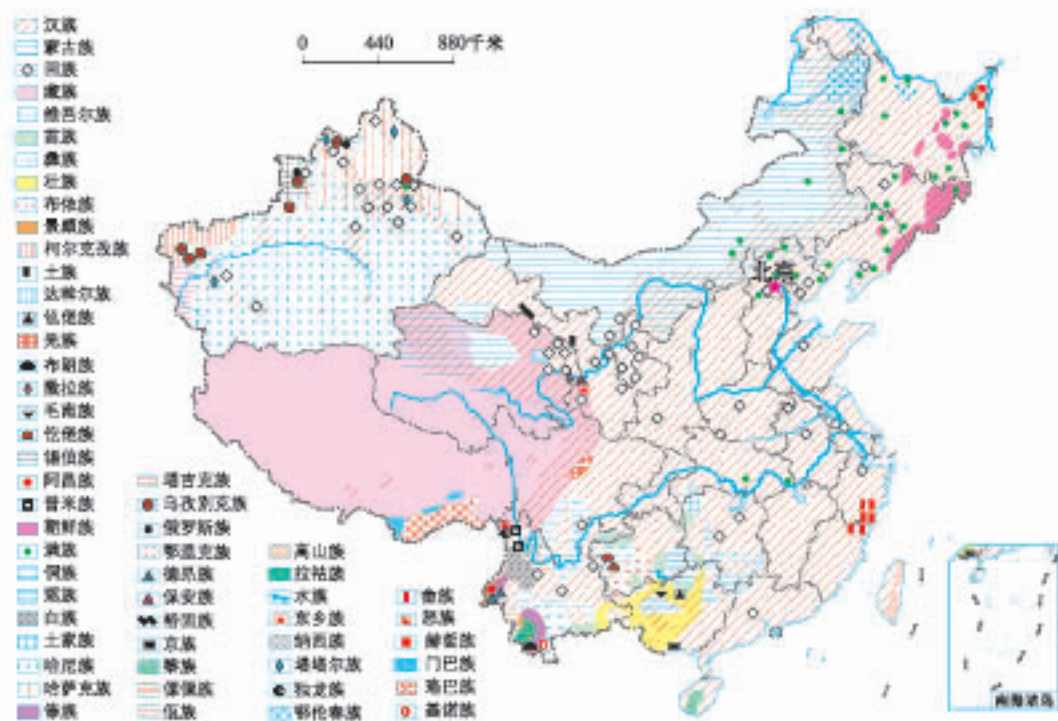 汉族
蒙古族
回族
藏族
维吾尔族
苗族
彝族
壮族
布依族
景颇族
柯尔克孜族
土族
达斡尔族
仫佬族
羌族
布朗族
撒拉族
毛南族
仡佬族
锡伯族
阿昌族
普米族
朝鲜族
满族
侗族
瑶族
白族
土家族
哈尼族
哈萨克族
傣族
塔吉克族
乌孜别克族
俄罗斯族
鄂温克族
德昂族
保安族
裕固族
京族
黎族
傈僳族
佤族
高山族
拉祜族
水族
东乡族
纳西族
塔塔尔族
独龙族
鄂伦春族
畲族
怒族
赫哲族
门巴族
珞巴族
基诺族
0 440 880千米
北京
南海诸岛